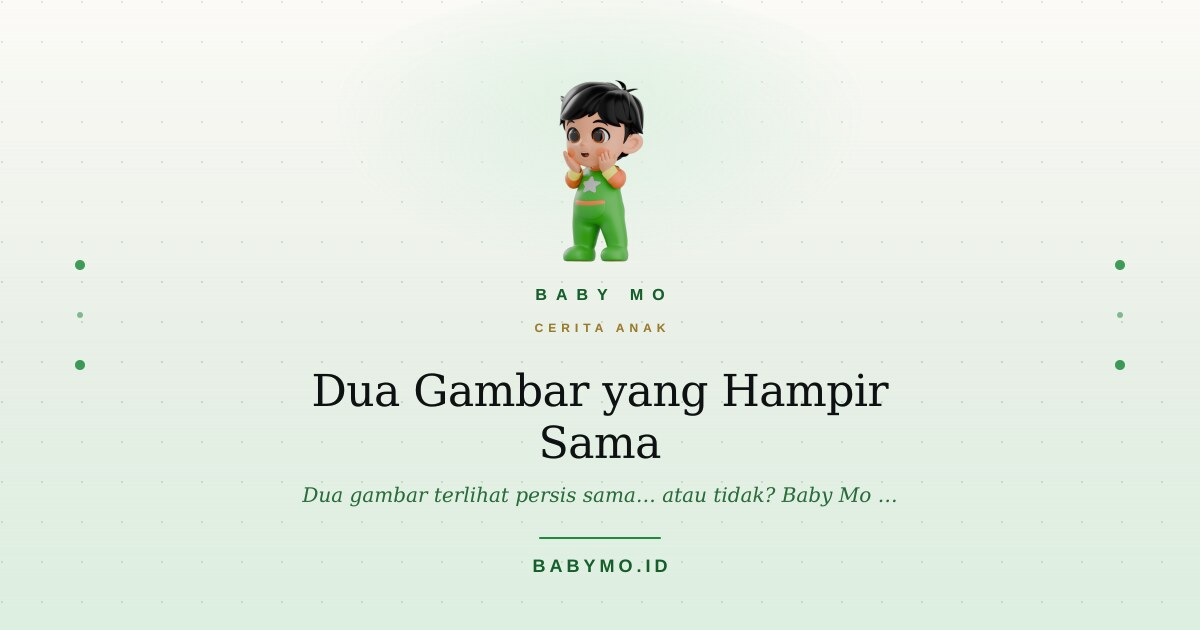 BABY MO
CERITA ANAK
Dua Gambar yang Hampir
Sama
Dua gambar terlihat persis sama… atau tidak? Baby Mo …
BABYMO.ID